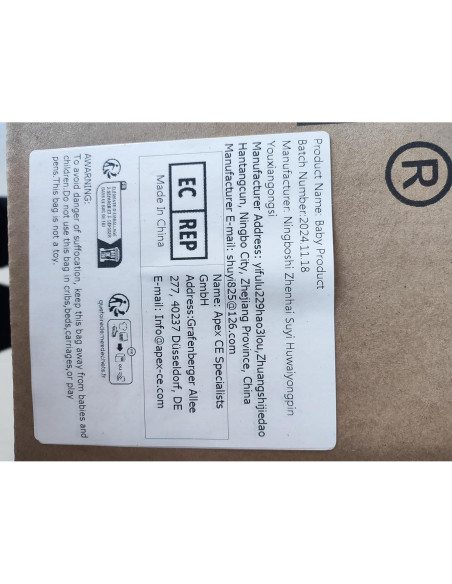 ®
Product Name: Baby Product
Batch Number:2024.11.18
Manufacturer: Ningboshi Zhenhai Suyi Huwaiyongpin
Youxiangongsi
Manufacturer Address: yifulu229hao3lou,Zhuangshijiedao
Hantangcun, Ningbo City, Zhejiang Province, China
Manufacturer E-mail: shuyi825@126.com
EC REP
Made In China
Name: Apex CE Specialists
GmbH
Address:Grafenberger Allee
277, 40237 Düsseldorf, DE
E-mail: Info@apex-ce.com
FR
quefairedemesdechets.fr
AWARNING:
To avoid danger of suffocation, keep this bag away from babies and
children.Do not use this bag in cribs,beds,carriages,or play
pens.This bag is not a toy.